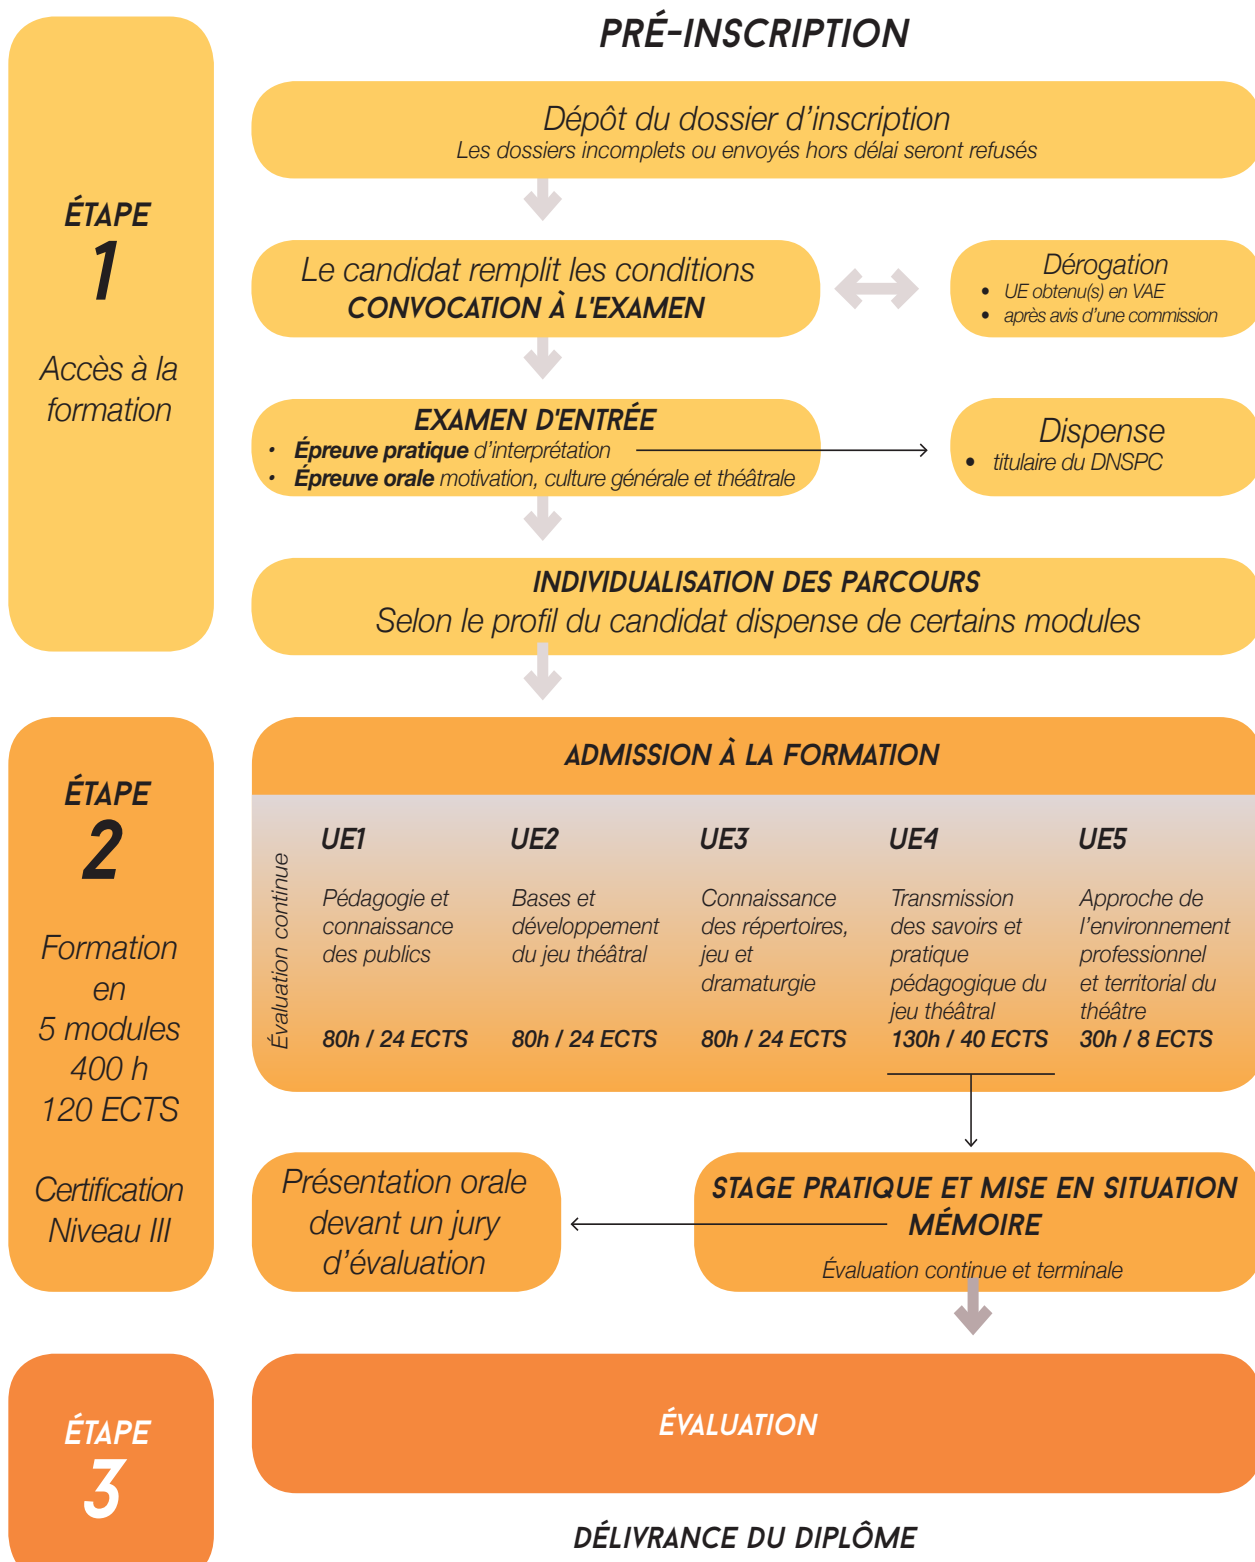 PRÉ-INSCRIPTION
ÉTAPE
1
Accès à la
formation
Dépôt du dossier d'inscription
Les dossiers incomplets ou envoyés hors délai seront refusés
Le candidat remplit les conditions
CONVOCATION À L'EXAMEN
Dérogation
• UE obtenu(s) en VAE
• après avis d'une commission
EXAMEN D'ENTRÉE
• Épreuve pratique d'interprétation
• Épreuve orale motivation, culture générale et théâtrale
Dispense
• titulaire du DNSPC
INDIVIDUALISATION DES PARCOURS
Selon le profil du candidat dispense de certains modules
ÉTAPE
2
Formation
en
5 modules
400 h
120 ECTS
Certification
Niveau III
ADMISSION À LA FORMATION
Évaluation continue
UE1
Pédagogie et
connaissance
des publics
80h / 24 ECTS
UE2
Bases et
développement
du jeu théâtral
80h / 24 ECTS
UE3
Connaissance
des répertoires,
jeu et
dramaturgie
80h / 24 ECTS
UE4
Transmission
des savoirs et
pratique
pédagogique du
jeu théâtral
130h / 40 ECTS
UE5
Approche de
l'environnement
professionnel
et territorial du
théâtre
30h / 8 ECTS
Présentation orale
devant un jury
d'évaluation
STAGE PRATIQUE ET MISE EN SITUATION
MÉMOIRE
Évaluation continue et terminale
ÉTAPE
3
ÉVALUATION
DÉLIVRANCE DU DIPLÔME